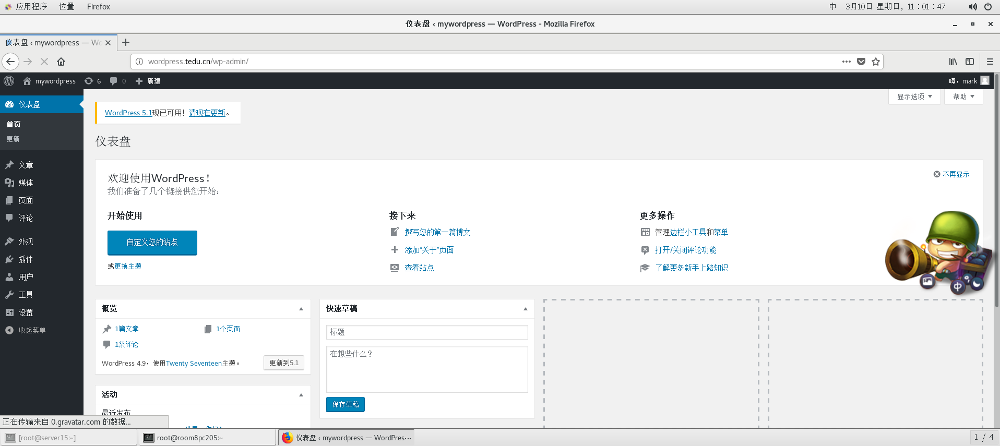 应用程序 位置 Firefox 中 3月10日 星期日, 11:01:47
仪表盘 ‹ mywordpress — WordPress - Mozilla Firefox
仪表盘 ‹ mywordpress — Wo
wordpress.tedu.cn/wp-admin/
mywordpress 6 0 新建 嗨，mark
显示选项 帮助
仪表盘
首页
更新
文章
媒体
页面
评论
外观
插件
用户
工具
设置
收起菜单
WordPress 5.1现已可用！请现在更新。
仪表盘
欢迎使用WordPress！
我们准备了几个链接供您开始：
不再显示
开始使用
自定义您的站点
或更换主题
接下来
撰写您的第一篇博文
添加“关于”页面
查看站点
更多操作
管理边栏小工具和菜单
打开/关闭评论功能
了解更多新手上路知识
中
概览
1篇文章 1个页面
1条评论
WordPress 4.9，使用Twenty Seventeen主题。 更新到5.1
活动
最近发布
快速草稿
标题
在想些什么？
保存草稿
正在传输来自 0.gravatar.com 的数据...
[root@server15:~] root@room8pc205:~ 仪表盘 ‹ mywordpress — WordPres··· 1 / 4